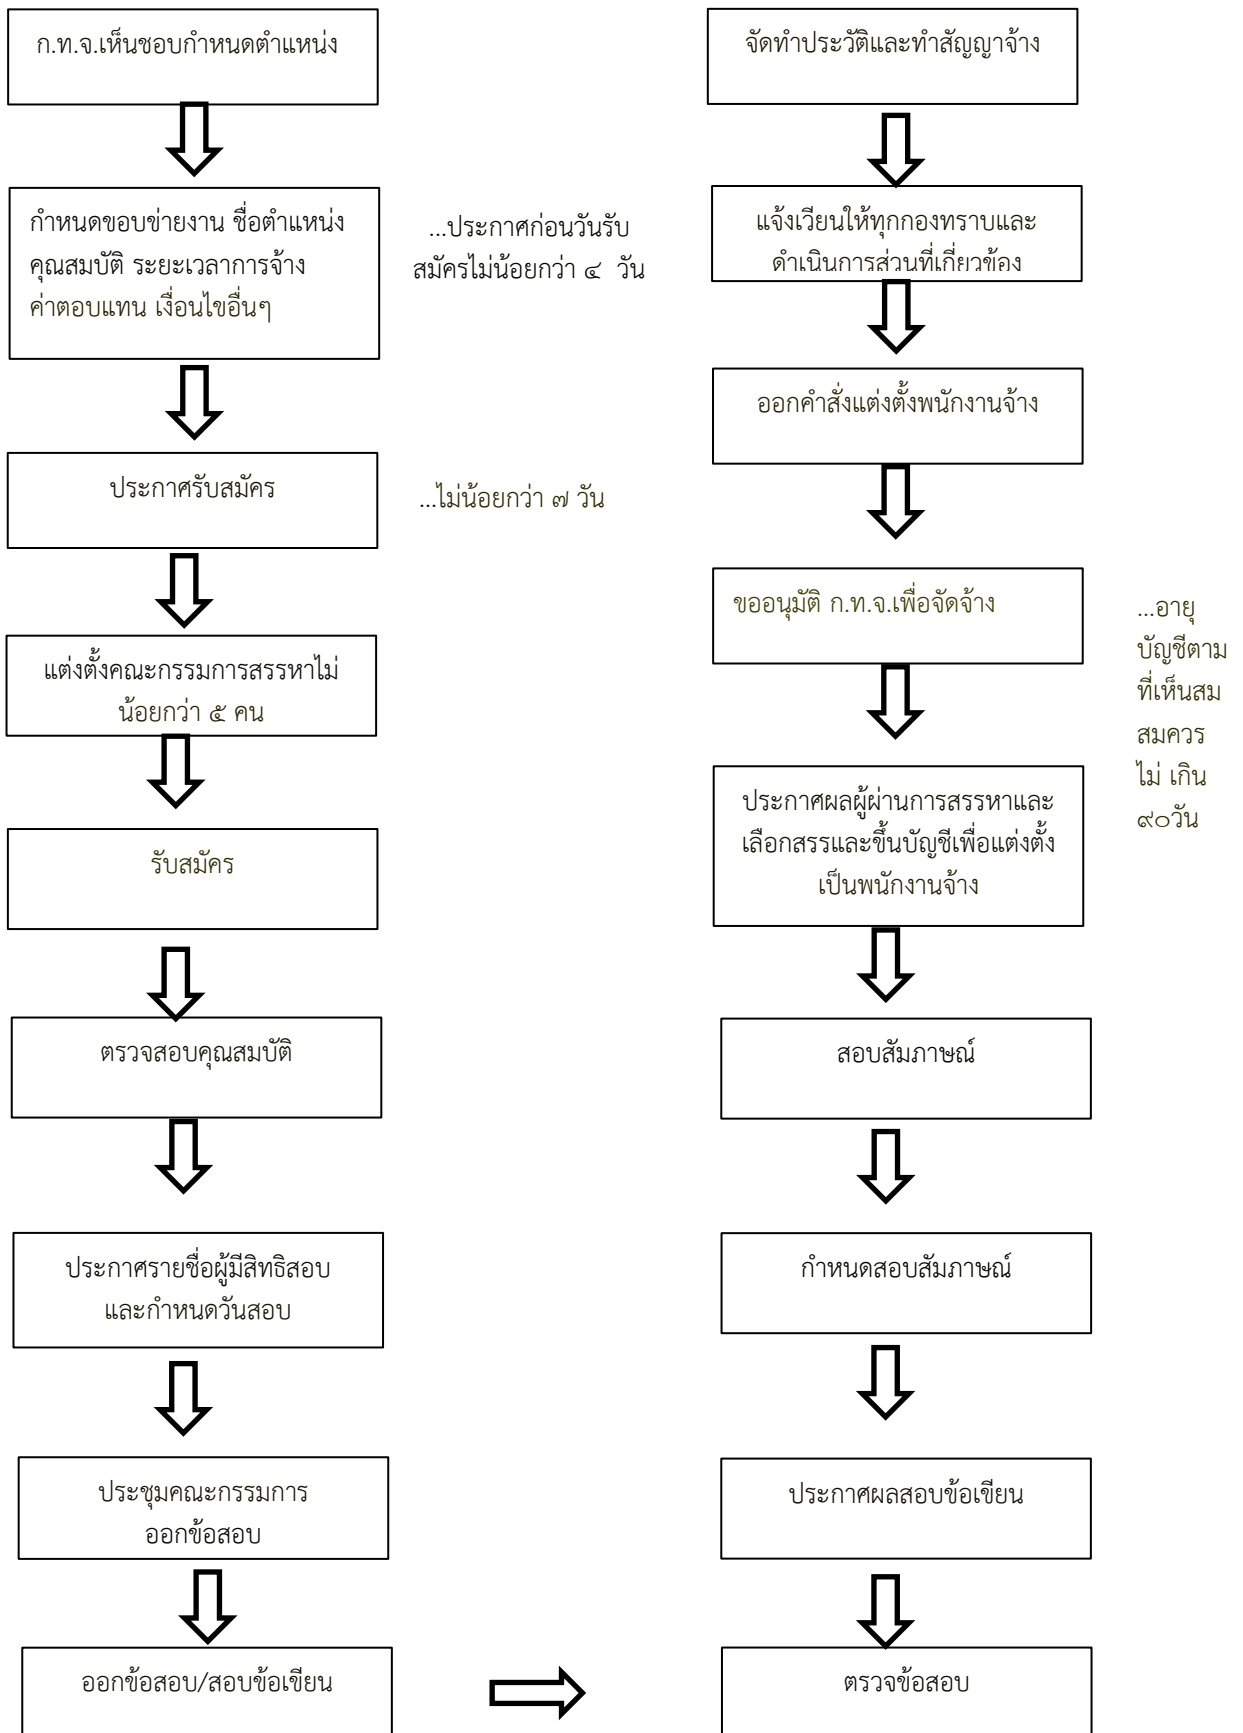 ก.ท.จ.เห็นชอบกำหนดตำแหน่ง
กำหนดขอบข่ายงาน ชื่อตำแหน่ง
คุณสมบัติ ระยะเวลาการจ้าง
ค่าตอบแทน เงื่อนไขอื่นๆ
...ประกาศก่อนวันรับ
สมัครไม่น้อยกว่า ๔ วัน
ประกาศรับสมัคร
...ไม่น้อยกว่า ๗ วัน
แต่งตั้งคณะกรรมการสรรหาไม่
น้อยกว่า ๕ คน
รับสมัคร
ตรวจสอบคุณสมบัติ
ประกาศรายชื่อผู้มีสิทธิสอบ
และกำหนดวันสอบ
ประชุมคณะกรรมการ
ออกข้อสอบ
ออกข้อสอบ/สอบข้อเขียน
จัดทำประวัติและทำสัญญาจ้าง
แจ้งเวียนให้ทุกกองทราบและ
ดำเนินการส่วนที่เกี่ยวข้อง
ออกคำสั่งแต่งตั้งพนักงานจ้าง
ขออนุมัติ ก.ท.จ.เพื่อจัดจ้าง
...อายุ
บัญชีตาม
ที่เห็นสม
สมควร
ไม่ เกิน
๙๐วัน
ประกาศผลผู้ผ่านการสรรหาและ
เลือกสรรและขึ้นบัญชีเพื่อแต่งตั้ง
เป็นพนักงานจ้าง
สอบสัมภาษณ์
กำหนดสอบสัมภาษณ์
ประกาศผลสอบข้อเขียน
ตรวจข้อสอบ